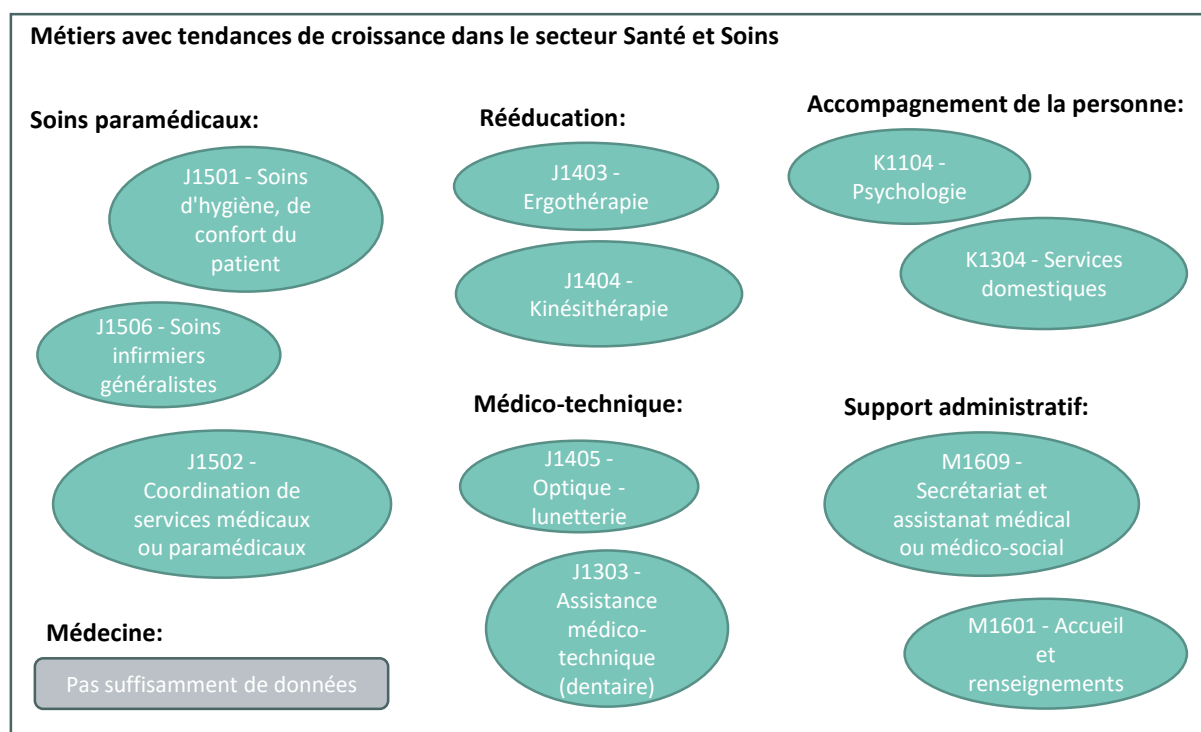 Métiers avec tendances de croissance dans le secteur Santé et Soins
Soins paramédicaux:
J1501 - Soins
d'hygiène, de
confort du
patient
J1506 - Soins
infirmiers
généralistes
J1502 -
Coordination de
services médicaux
ou paramédicaux
Médecine:
Pas suffisamment de données
Rééducation:
J1403 -
Ergothérapie
J1404 -
Kinésithérapie
Médico-technique:
J1405 -
Optique -
lunetterie
J1303 -
Assistance
médico-
technique
(dentaire)
Accompagnement de la personne:
K1104 -
Psychologie
K1304 - Services
domestiques
Support administratif:
M1609 -
Secrétariat et
assistanat médical
ou médico-social
M1601 - Accueil
et
renseignements